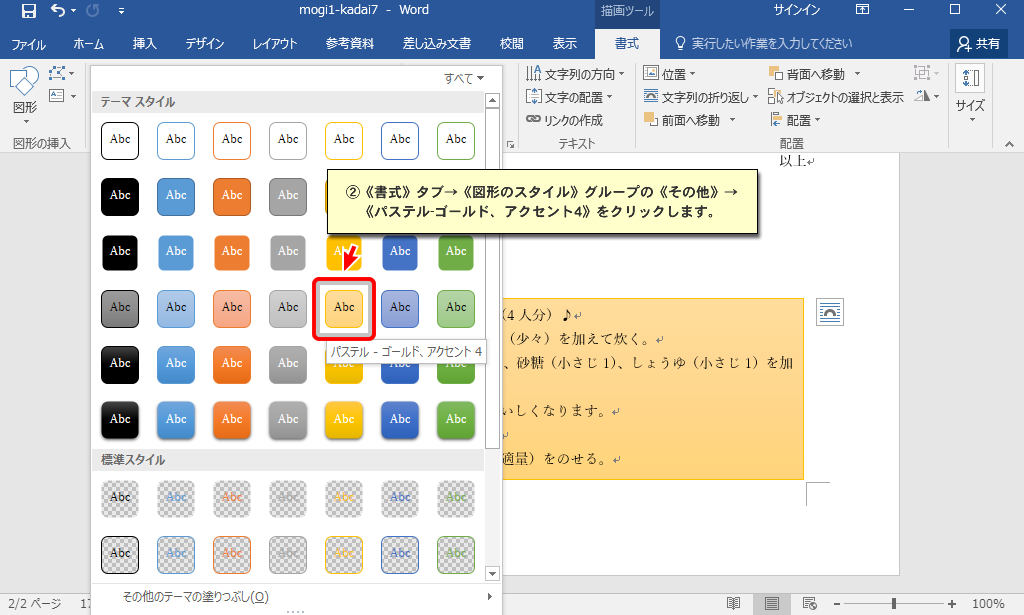 mogi1-kadai7 - Word
描画ツール
サインイン
ファイル ホーム 挿入 デザイン レイアウト 参考資料 差し込み文書 校閲 表示 書式 実行したい作業を入力してください 共有
図形
図形の挿入
すべて
テーマ スタイル
Abc Abc Abc Abc Abc Abc Abc
Abc Abc Abc Abc
Abc Abc Abc Abc Abc Abc Abc
Abc Abc Abc Abc Abc Abc Abc
Abc Abc Abc Abc Abc Abc Abc
Abc Abc Abc Abc Abc Abc Abc
標準スタイル
Abc Abc Abc Abc Abc Abc Abc
Abc Abc Abc Abc Abc Abc Abc
その他のテーマの塗りつぶし(O)
パステル - ゴールド、アクセント 4
②《書式》タブ→《図形のスタイル》グループの《その他》→
《パステル-ゴールド、アクセント4》をクリックします。
文字列の方向
文字の配置
リンクの作成
テキスト
位置
文字列の折り返し
前面へ移動
背面へ移動
オブジェクトの選択と表示
配置
配置
サイズ
以上↵
（4 人分）♪↵
（少々）を加えて炊く。↵
、砂糖（小さじ 1）、しょうゆ（小さじ 1）を加
いしくなります。↵
↵
適量）をのせる。↵
2/2 ページ
100%